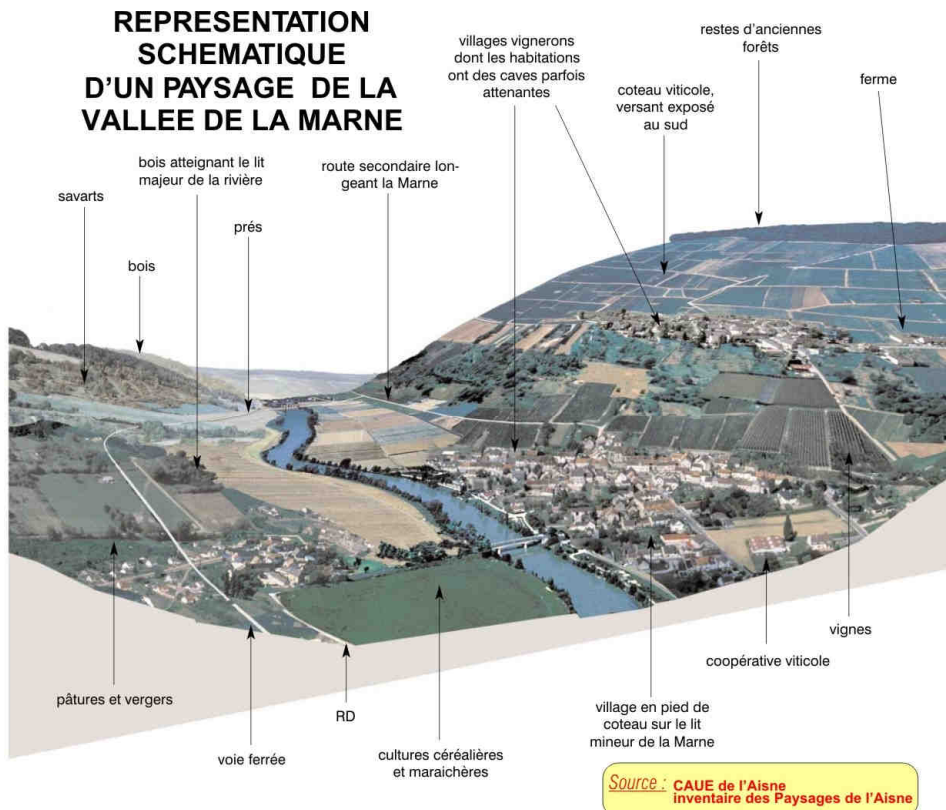 REPRESENTATION
SCHEMATIQUE
D'UN PAYSAGE DE LA
VALLEE DE LA MARNE
villages vignerons
dont les habitations
ont des caves parfois
attenantes
restes d'anciennes
forêts
coteau viticole,
versant exposé
au sud
ferme
bois atteignant le lit
majeur de la rivière
route secondaire lon-
geant la Marne
savarts
prés
bois
vignes
coopérative viticole
pâtures et vergers
RD
village en pied de
coteau sur le lit
mineur de la Marne
voie ferrée
cultures céréalières
et maraichères
Source : CAUE de l'Aisne
inventaire des Paysages de l'Aisne